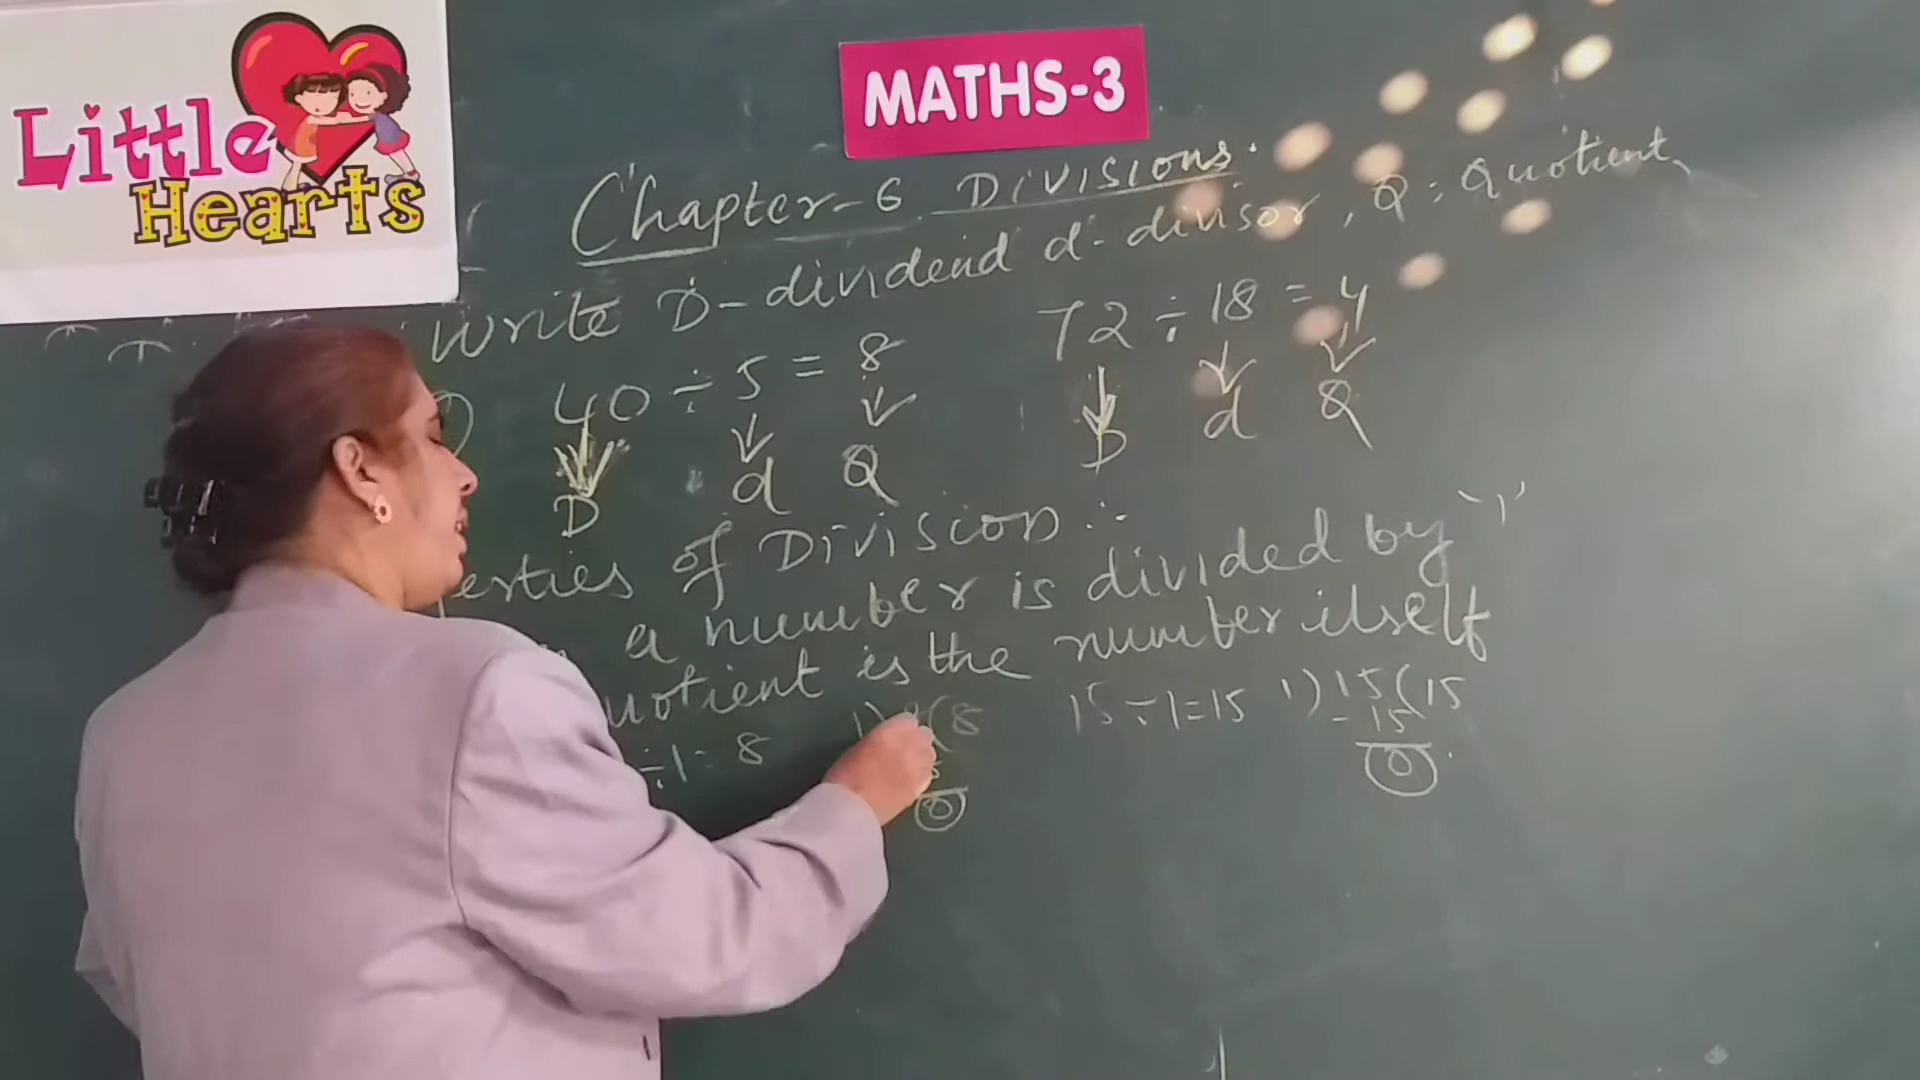 Little
Hearts
MATHS-3
Chapter-6 Divisions.
Write D-dividend d-divisor, Q: Quotient
40 ÷ 5 = 8
72 ÷ 18 = 4
D d Q
D d Q
erties of Division :-
a number is divided by '1'
uotient is the number itself
÷1=8 1) (8
15÷1=15 1)15(15
-15
0
0